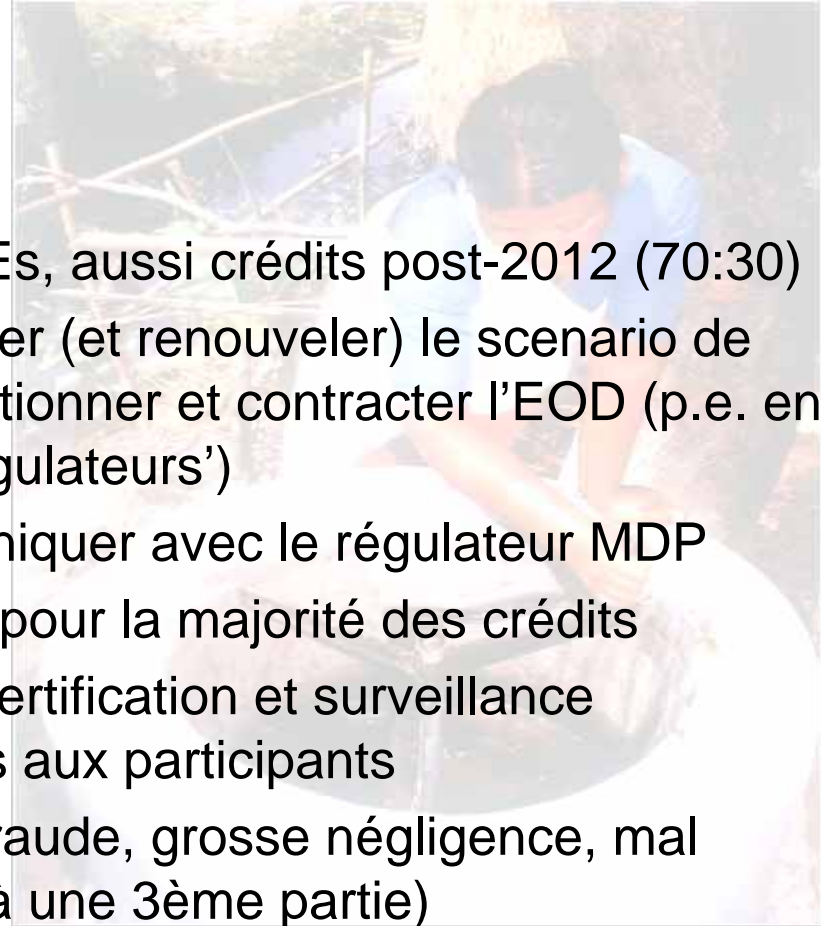 Es, aussi crédits post-2012 (70:30)
er (et renouveler) le scenario de
tionner et contracter l’EOD (p.e. en
gulateurs’)
niquer avec le régulateur MDP
pour la majorité des crédits
ertification et surveillance
s aux participants
raude, grosse négligence, mal
à une 3ème partie)